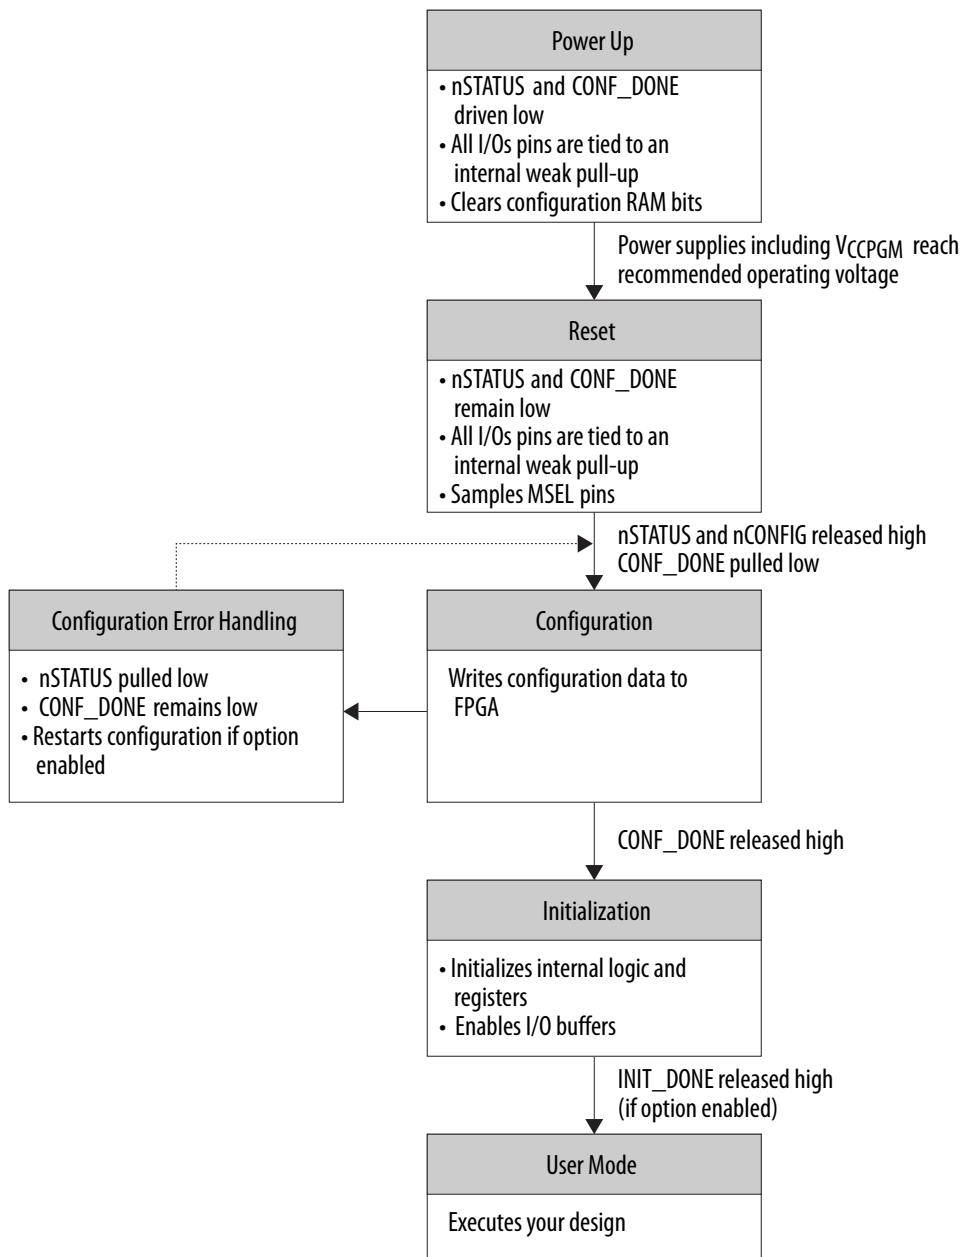 Power Up
• nSTATUS and CONF_DONE
driven low
• All I/Os pins are tied to an
internal weak pull-up
• Clears configuration RAM bits
Power supplies including VCCPGM reach
recommended operating voltage
Reset
• nSTATUS and CONF_DONE
remain low
• All I/Os pins are tied to an
internal weak pull-up
• Samples MSEL pins
nSTATUS and nCONFIG released high
CONF_DONE pulled low
Configuration Error Handling
• nSTATUS pulled low
• CONF_DONE remains low
• Restarts configuration if option
enabled
Configuration
Writes configuration data to
FPGA
CONF_DONE released high
Initialization
• Initializes internal logic and
registers
• Enables I/O buffers
INIT_DONE released high
(if option enabled)
User Mode
Executes your design